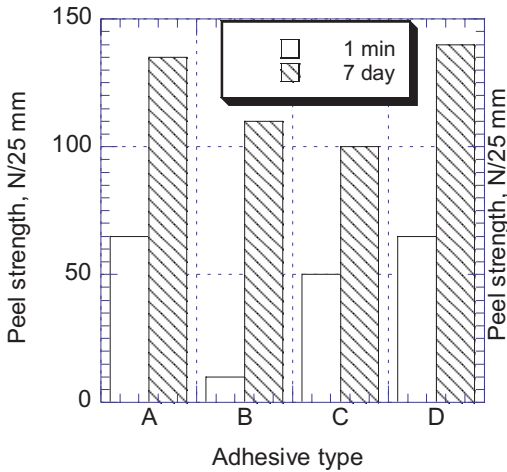 150
1 min
7 day
100
50
0
Peel strength, N/25 mm
Peel strength, N/25 mm
A B C D
Adhesive type